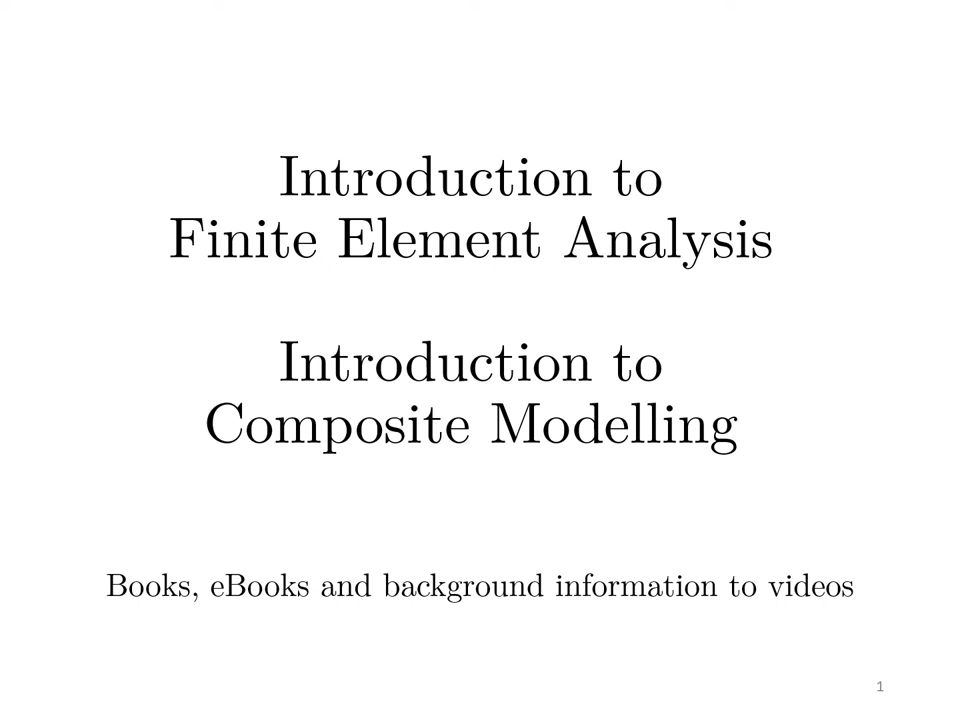 Introduction to
Finite Element Analysis
Introduction to
Composite Modelling
Books, eBooks and background information to videos
1